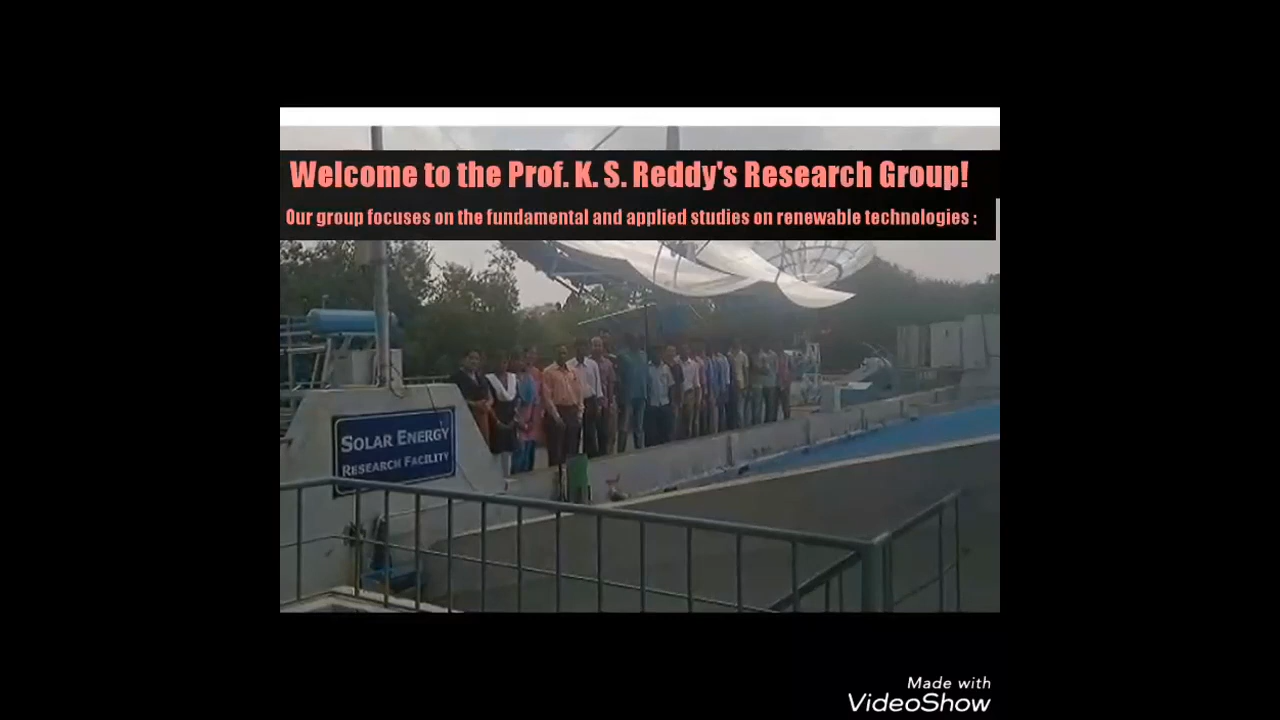 Welcome to the Prof. K. S. Reddy's Research Group!
Our group focuses on the fundamental and applied studies on renewable technologies :
SOLAR ENERGY
RESEARCH FACILITY
Made with
VideoShow